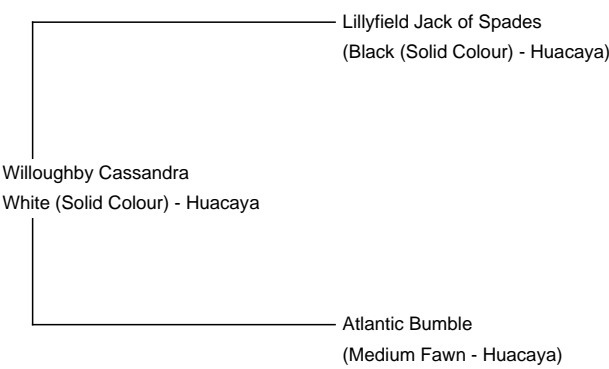 Lillyfield Jack of Spades
(Black (Solid Colour) - Huacaya)
Willoughby Cassandra
White (Solid Colour) - Huacaya
Atlantic Bumble
(Medium Fawn - Huacaya)